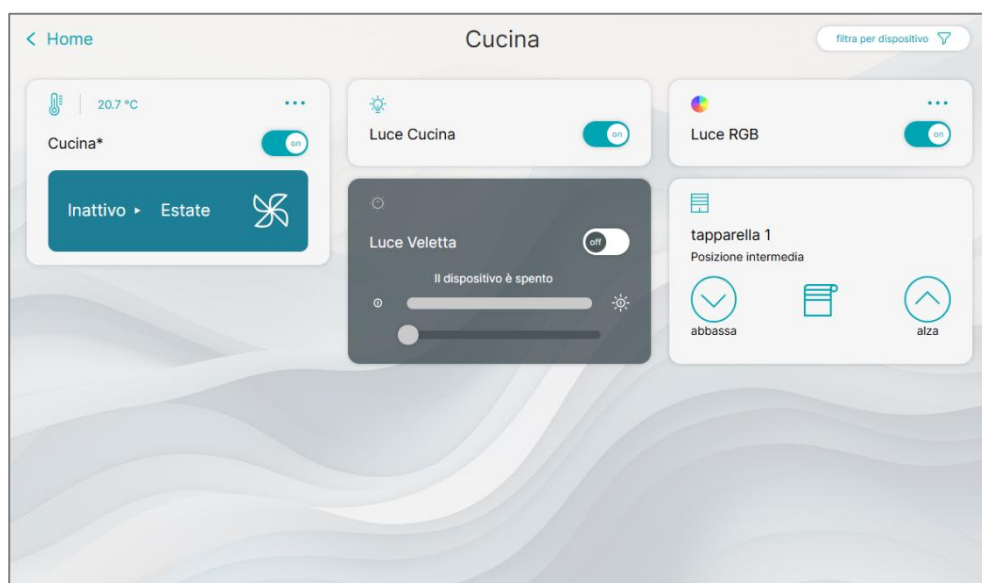 Home
Cucina
filtra per dispositivo
20.7 °C
Cucina*
on
Inattivo ▸ Estate
Luce Cucina
on
Luce Veletta
off
Il dispositivo è spento
Luce RGB
on
tapparella 1
Posizione intermedia
abbassa
alza